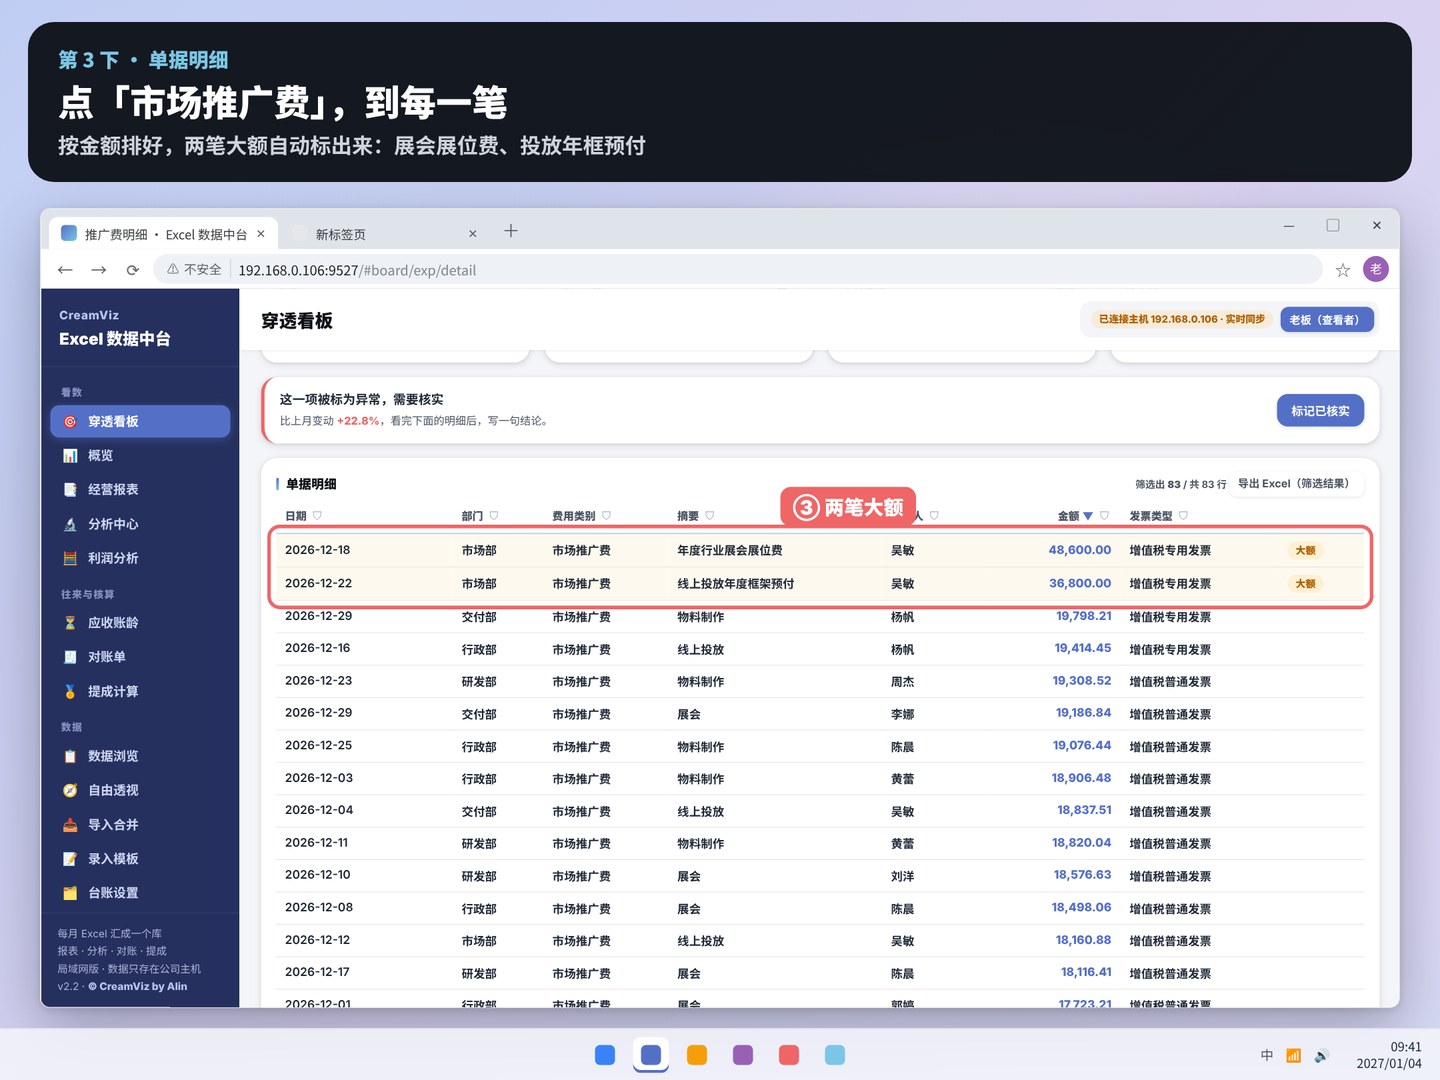 第 3 下 · 单据明细
点「市场推广费」，到每一笔
按金额排好，两笔大额自动标出来：展会展位费、投放年框预付
推广费明细 · Excel 数据中台
新标签页
不安全 192.168.0.106:9527/#board/exp/detail
老
CreamViz
Excel 数据中台
看数
穿透看板
概览
经营报表
分析中心
利润分析
往来与核算
应收账龄
对账单
提成计算
数据
数据浏览
自由透视
导入合并
录入模板
台账设置
每月 Excel 汇成一个库
报表 · 分析 · 对账 · 提成
局域网版 · 数据只存在公司主机
v2.2 · © CreamViz by Alin
穿透看板
已连接主机 192.168.0.106 · 实时同步
老板（查看者）
这一项被标为异常，需要核实
比上月变动 +22.8%，看完下面的明细后，写一句结论。
标记已核实
单据明细
筛选出 83 / 共 83 行
导出 Excel（筛选结果）
③ 两笔大额
日期 部门 费用类别 摘要 人 金额 发票类型
2026-12-18 市场部 市场推广费 年度行业展会展位费 吴敏 48,600.00 增值税专用发票 大额
2026-12-22 市场部 市场推广费 线上投放年度框架预付 吴敏 36,800.00 增值税专用发票 大额
2026-12-29 交付部 市场推广费 物料制作 杨帆 19,798.21 增值税专用发票
2026-12-16 行政部 市场推广费 线上投放 杨帆 19,414.45 增值税专用发票
2026-12-23 研发部 市场推广费 物料制作 周杰 19,308.52 增值税普通发票
2026-12-29 交付部 市场推广费 展会 李娜 19,186.84 增值税普通发票
2026-12-25 行政部 市场推广费 物料制作 陈晨 19,076.44 增值税普通发票
2026-12-03 行政部 市场推广费 物料制作 黄蕾 18,906.48 增值税普通发票
2026-12-04 交付部 市场推广费 线上投放 吴敏 18,837.51 增值税普通发票
2026-12-11 研发部 市场推广费 物料制作 黄蕾 18,820.04 增值税普通发票
2026-12-10 研发部 市场推广费 展会 刘洋 18,576.63 增值税普通发票
2026-12-08 行政部 市场推广费 展会 陈晨 18,498.06 增值税普通发票
2026-12-12 市场部 市场推广费 线上投放 吴敏 18,160.88 增值税普通发票
2026-12-17 研发部 市场推广费 展会 陈晨 18,116.41 增值税普通发票
2026-12-01 行政部 市场推广费 展会 郭婷 17,723.21 增值税普通发票
中
09:41
2027/01/04